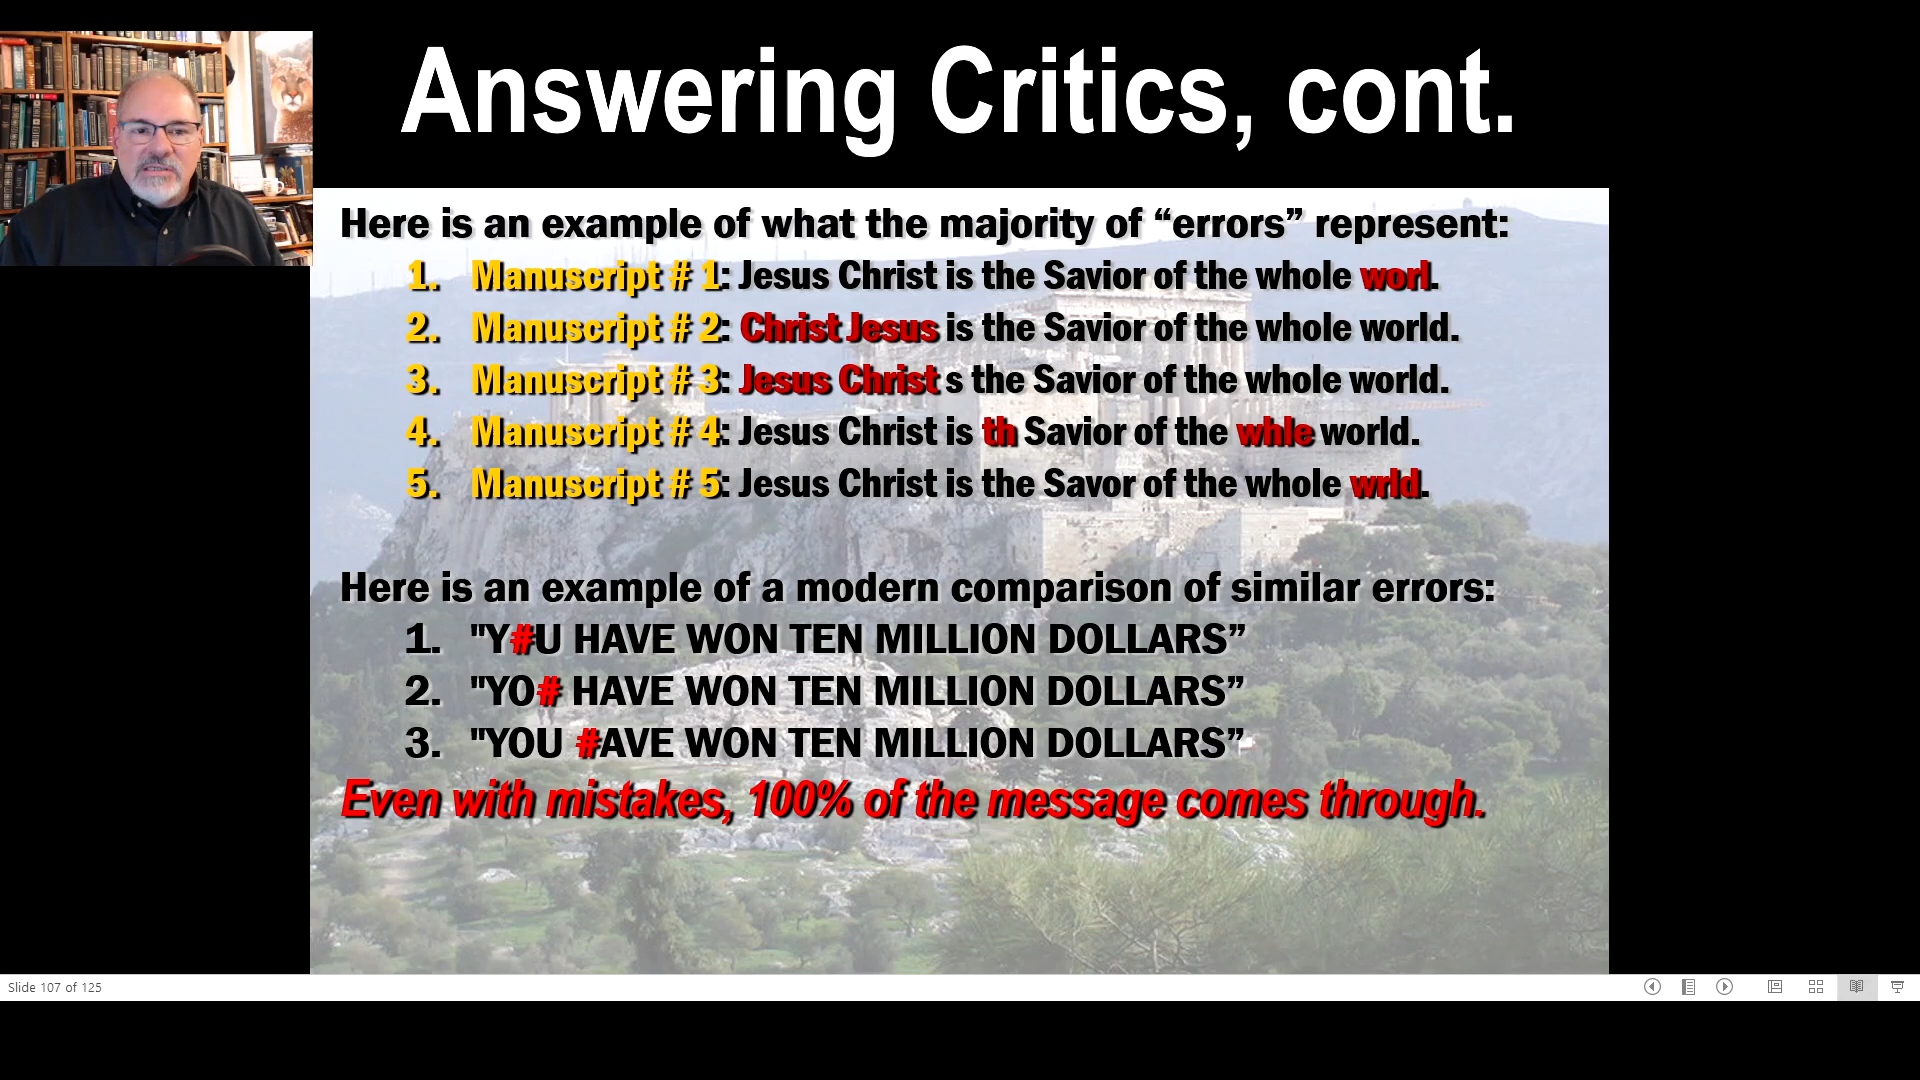 Answering Critics, cont.
Here is an example of what the majority of “errors” represent:
1. Manuscript # 1: Jesus Christ is the Savior of the whole worl.
2. Manuscript # 2: Christ Jesus is the Savior of the whole world.
3. Manuscript # 3: Jesus Christ s the Savior of the whole world.
4. Manuscript # 4: Jesus Christ is th Savior of the whle world.
5. Manuscript # 5: Jesus Christ is the Savor of the whole wrld.
Here is an example of a modern comparison of similar errors:
1. "Y#U HAVE WON TEN MILLION DOLLARS”
2. "YO# HAVE WON TEN MILLION DOLLARS”
3. "YOU #AVE WON TEN MILLION DOLLARS”
Even with mistakes, 100% of the message comes through.
Slide 107 of 125